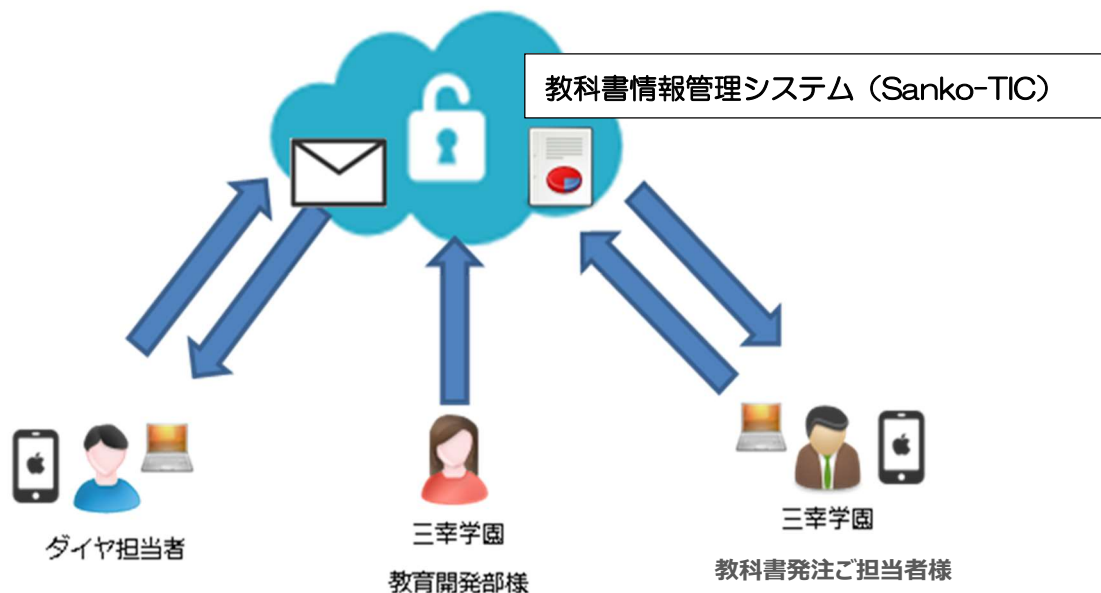 教科書情報管理システム（Sanko-TIC）
ダイヤ担当者
三幸学園
教育開発部様
三幸学園
教科書発注ご担当者様